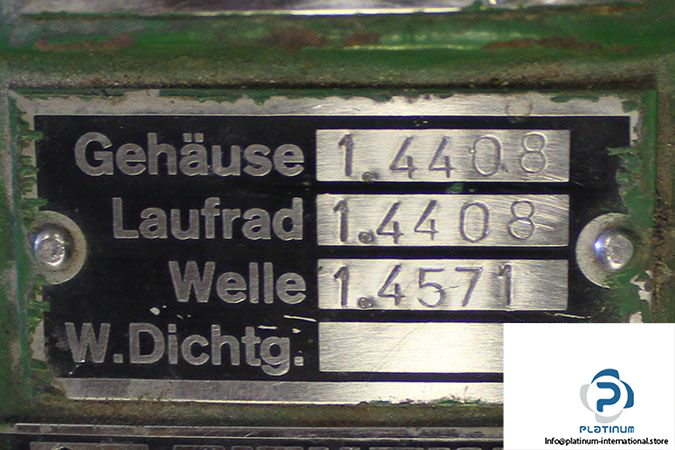 Gehäuse 1.4408
Laufrad 1.4408
Welle 1.4571
W.Dichtg.
PLATINUM
Info@platinum-international.store